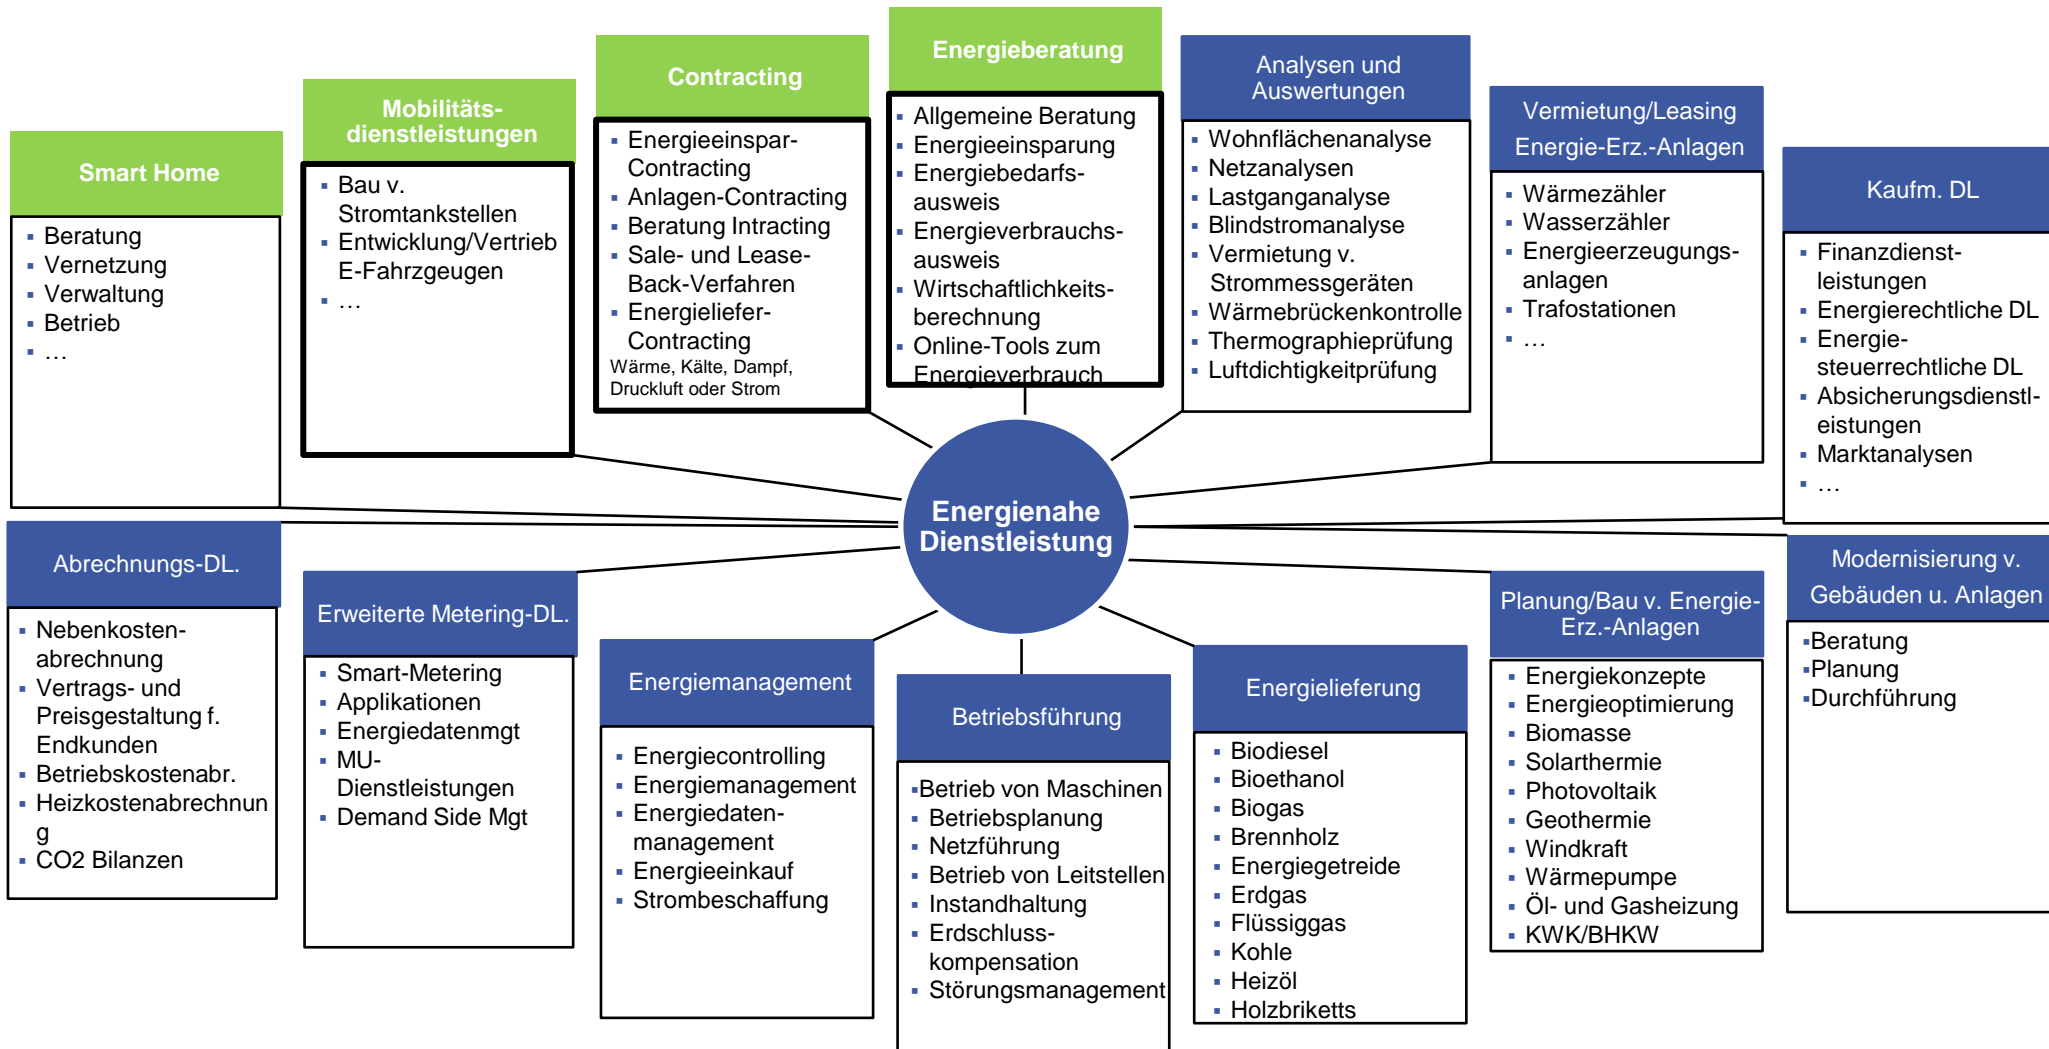 Smart Home
▪ Beratung
▪ Vernetzung
▪ Verwaltung
▪ Betrieb
▪ …
Mobilitäts-
dienstleistungen
▪ Bau v.
Stromtankstellen
▪ Entwicklung/Vertrieb
E-Fahrzgeugen
▪ …
Contracting
▪ Energieeinspar-
Contracting
▪ Anlagen-Contracting
▪ Beratung Intracting
▪ Sale- und Lease-
Back-Verfahren
▪ Energieliefer-
Contracting
Wärme, Kälte, Dampf,
Druckluft oder Strom
Energieberatung
▪ Allgemeine Beratung
▪ Energieeinsparung
▪ Energiebedarfs-
ausweis
▪ Energieverbrauchs-
ausweis
▪ Wirtschaftlichkeits-
berechnung
▪ Online-Tools zum
Energieverbrauch
Analysen und
Auswertungen
▪ Wohnflächenanalyse
▪ Netzanalysen
▪ Lastganganalyse
▪ Blindstromanalyse
▪ Vermietung v.
Strommessgeräten
▪ Wärmebrückenkontrolle
▪ Thermographieprüfung
▪ Luftdichtigkeitprüfung
Vermietung/Leasing
Energie-Erz.-Anlagen
▪ Wärmezähler
▪ Wasserzähler
▪ Energieerzeugungs-
anlagen
▪ Trafostationen
▪ …
Kaufm. DL
▪ Finanzdienst-
leistungen
▪ Energierechtliche DL
▪ Energie-
steuerrechtliche DL
▪ Absicherungsdienstl-
eistungen
▪ Marktanalysen
▪ …
Energienahe
Dienstleistung
Abrechnungs-DL.
▪ Nebenkosten-
abrechnung
▪ Vertrags- und
Preisgestaltung f.
Endkunden
▪ Betriebskostenabr.
▪ Heizkostenabrechnun
g
▪ CO2 Bilanzen
Erweiterte Metering-DL.
▪ Smart-Metering
▪ Applikationen
▪ Energiedatenmgt
▪ MU-
Dienstleistungen
▪ Demand Side Mgt
Energiemanagement
▪ Energiecontrolling
▪ Energiemanagement
▪ Energiedaten-
management
▪ Energieeinkauf
▪ Strombeschaffung
Betriebsführung
▪Betrieb von Maschinen
▪ Betriebsplanung
▪ Netzführung
▪ Betrieb von Leitstellen
▪ Instandhaltung
▪ Erdschluss-
kompensation
▪ Störungsmanagement
Energielieferung
▪ Biodiesel
▪ Bioethanol
▪ Biogas
▪ Brennholz
▪ Energiegetreide
▪ Erdgas
▪ Flüssiggas
▪ Kohle
▪ Heizöl
▪ Holzbriketts
Planung/Bau v. Energie-
Erz.-Anlagen
▪ Energiekonzepte
▪ Energieoptimierung
▪ Biomasse
▪ Solarthermie
▪ Photovoltaik
▪ Geothermie
▪ Windkraft
▪ Wärmepumpe
▪ Öl- und Gasheizung
▪ KWK/BHKW
Modernisierung v.
Gebäuden u. Anlagen
▪Beratung
▪Planung
▪Durchführung